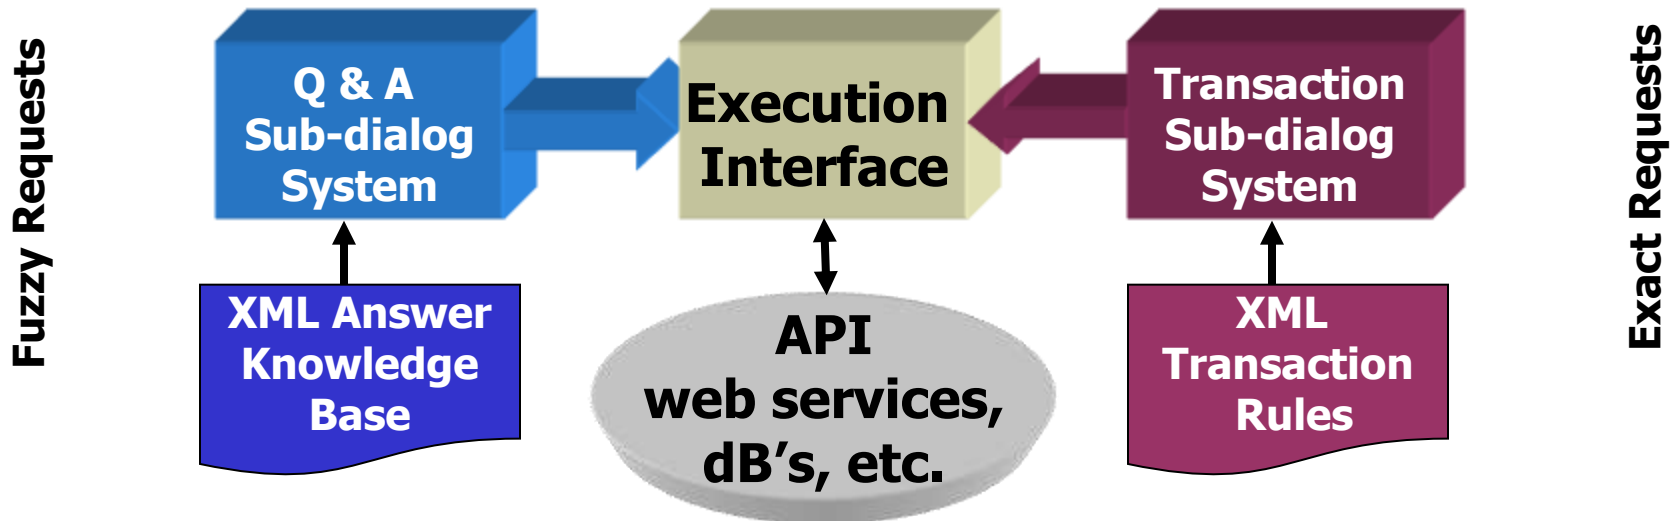 Fuzzy Requests
Q & A
Sub-dialog
System
Execution
Interface
Transaction
Sub-dialog
System
Exact Requests
XML Answer
Knowledge
Base
API
web services,
dB’s, etc.
XML
Transaction
Rules